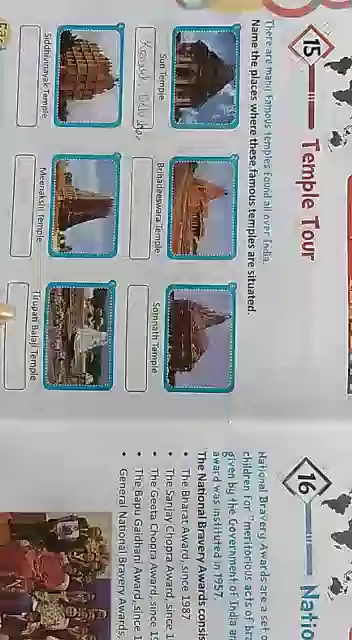 15
Temple Tour
There are many famous temples found all over India.
Name the places where these famous temples are situated.
Sun Temple
Brihadeeswara Temple
Somnath Temple
Siddhivinayak Temple
Meenakshi Temple
Tirupati Balaji Temple
16
Natio
National Bravery Awards are a set
children for "meritorious acts of bra
given by the Government of India an
award was instituted in 1957.
The National Bravery Awards consis
• The Bharat Award, since 1987
• The Sanjay Chopra Award, since
• The Geeta Chopra Award, since 19
• The Bapu Gaidhani Award, since 1
• General National Bravery Awards,